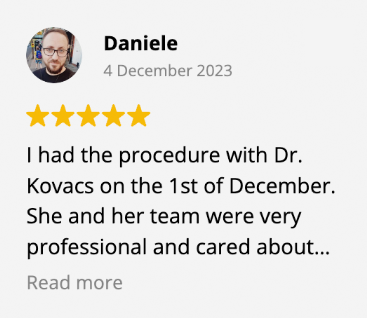 Daniele
4 December 2023
I had the procedure with Dr.
Kovacs on the 1st of December.
She and her team were very
professional and cared about...
Read more